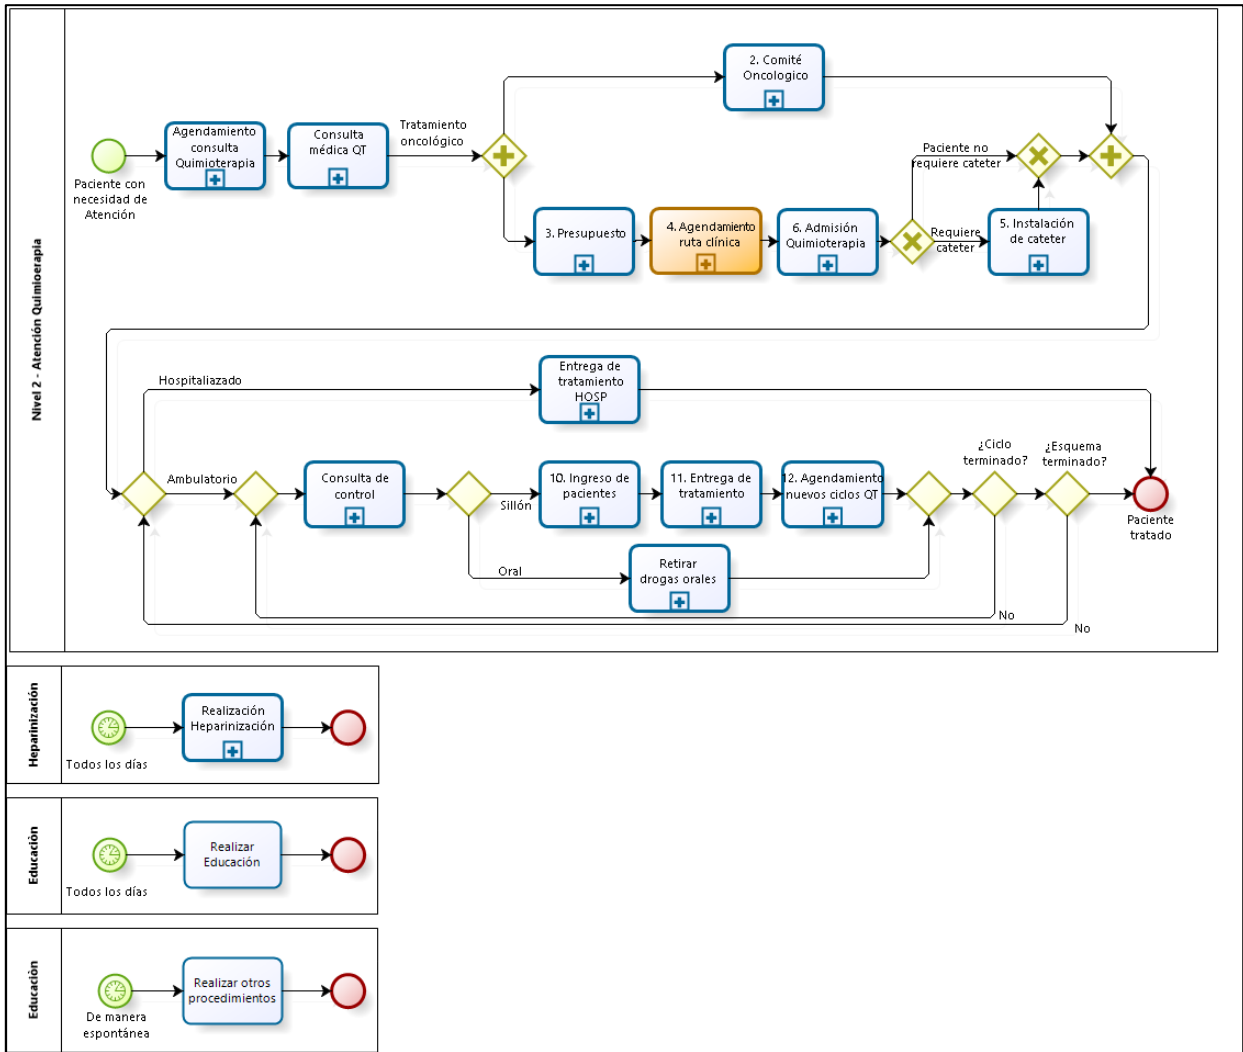 Nivel 2 - Atención Quimioerapia
Paciente con
necesidad de
Atención
Agendamiento
consulta
Quimioterapia
Consulta
médica QT
Tratamiento
oncológico
2. Comité
Oncologico
3. Presupuesto
4. Agendamiento
ruta clínica
6. Admisión
Quimioterapia
Paciente no
requiere cateter
Requiere
cateter
5. Instalación
de cateter
Hospitaliazado
Entrega de
tratamiento
HOSP
Ambulatorio
Consulta de
control
Sillón
10. Ingreso de
pacientes
11. Entrega de
tratamiento
12. Agendamiento
nuevos ciclos QT
¿Ciclo
terminado?
¿Esquema
terminado?
Paciente
tratado
Oral
Retirar
drogas orales
No
No
Heparinización
Todos los días
Realización
Heparinización
Educación
Todos los días
Realizar
Educación
Educación
De manera
espontánea
Realizar otros
procedimientos